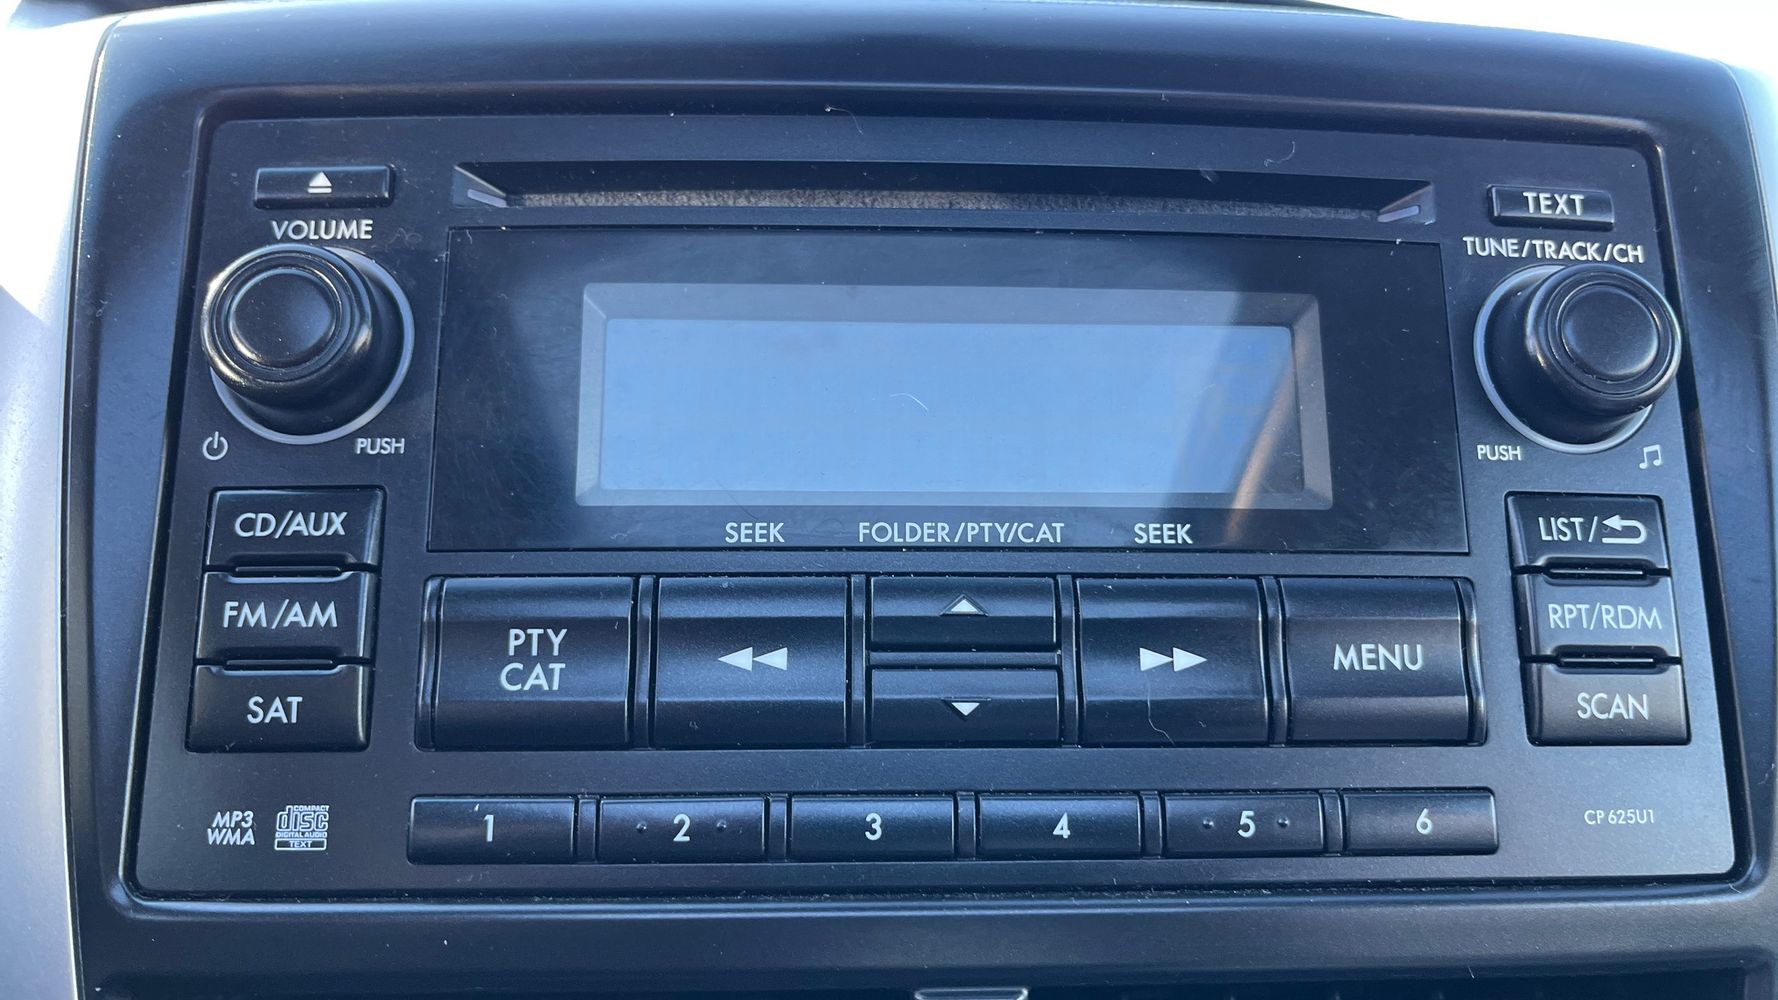 VOLUME
TEXT
TUNE/TRACK/CH
PUSH
PUSH
CD/AUX
SEEK
FOLDER/PTY/CAT
SEEK
LIST/
FM/AM
RPT/RDM
PTY
CAT
MENU
SAT
SCAN
MP3
WMA
COMPACT
disc
DIGITAL AUDIO
TEXT
1
2
3
4
5
6
CP 625U1